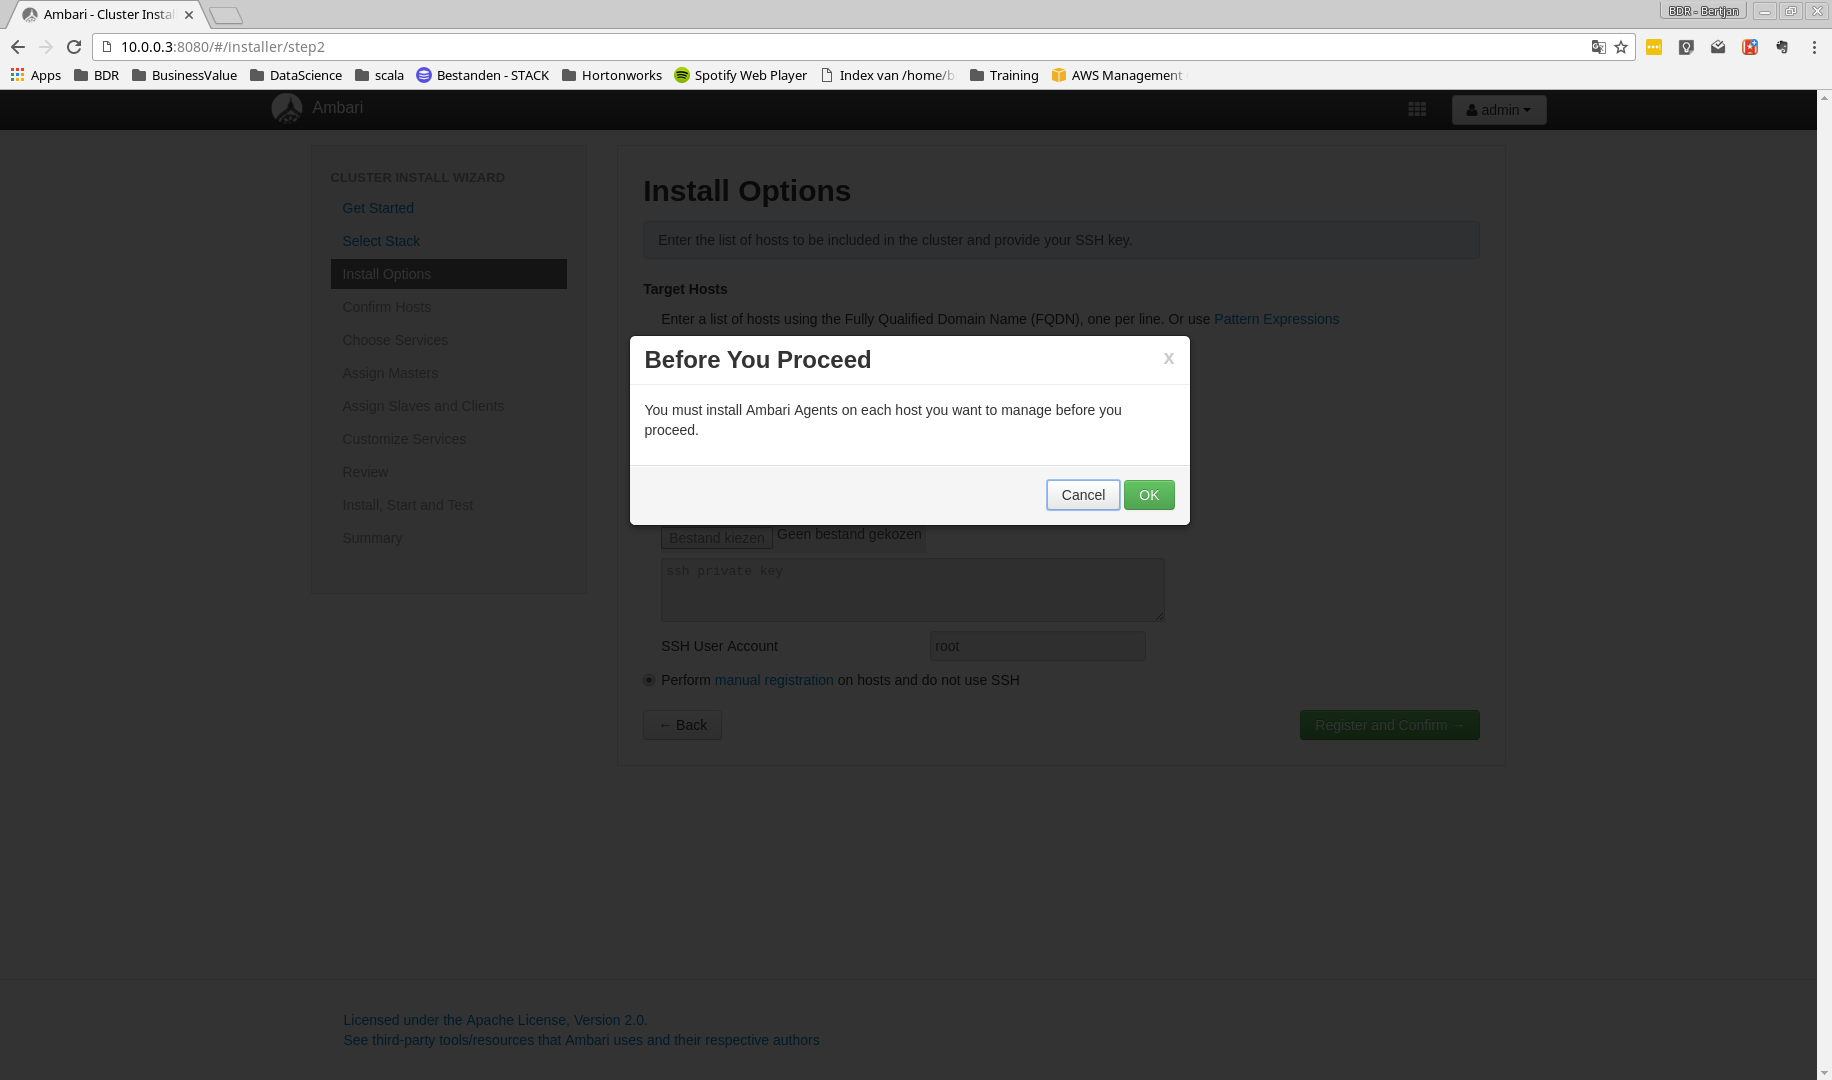 Ambari - Cluster Instal
BDR - Bertjan
10.0.0.3:8080/#/installer/step2
Apps BDR BusinessValue DataScience scala Bestanden - STACK Hortonworks Spotify Web Player Index van /home/b Training AWS Management
Ambari
admin
CLUSTER INSTALL WIZARD
Get Started
Select Stack
Install Options
Confirm Hosts
Choose Services
Assign Masters
Assign Slaves and Clients
Customize Services
Review
Install, Start and Test
Summary
Install Options
Enter the list of hosts to be included in the cluster and provide your SSH key.
Target Hosts
Enter a list of hosts using the Fully Qualified Domain Name (FQDN), one per line. Or use Pattern Expressions
Before You Proceed
x
You must install Ambari Agents on each host you want to manage before you
proceed.
Cancel OK
Bestand kiezen Geen bestand gekozen
ssh private key
SSH User Account root
Perform manual registration on hosts and do not use SSH
← Back
Register and Confirm →
Licensed under the Apache License, Version 2.0.
See third-party tools/resources that Ambari uses and their respective authors